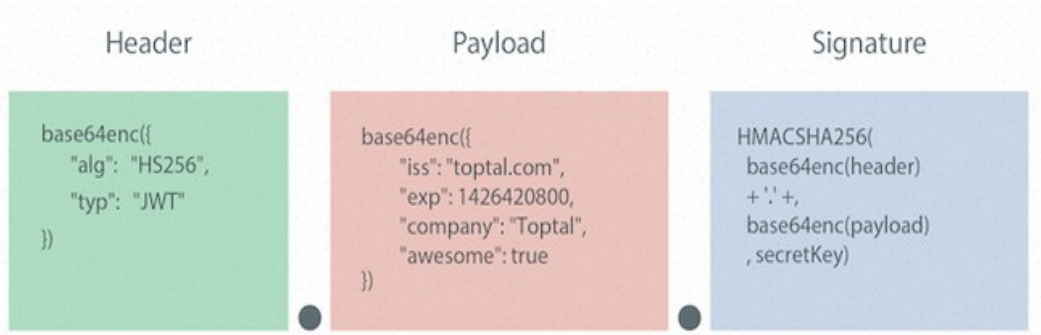 Header
Payload
Signature
base64enc({
"alg": "HS256",
"typ": "JWT"
})
base64enc({
"iss": "toptal.com",
"exp": 1426420800,
"company": "Toptal",
"awesome": true
})
HMACSHA256(
base64enc(header)
+ '.' +,
base64enc(payload)
, secretKey)